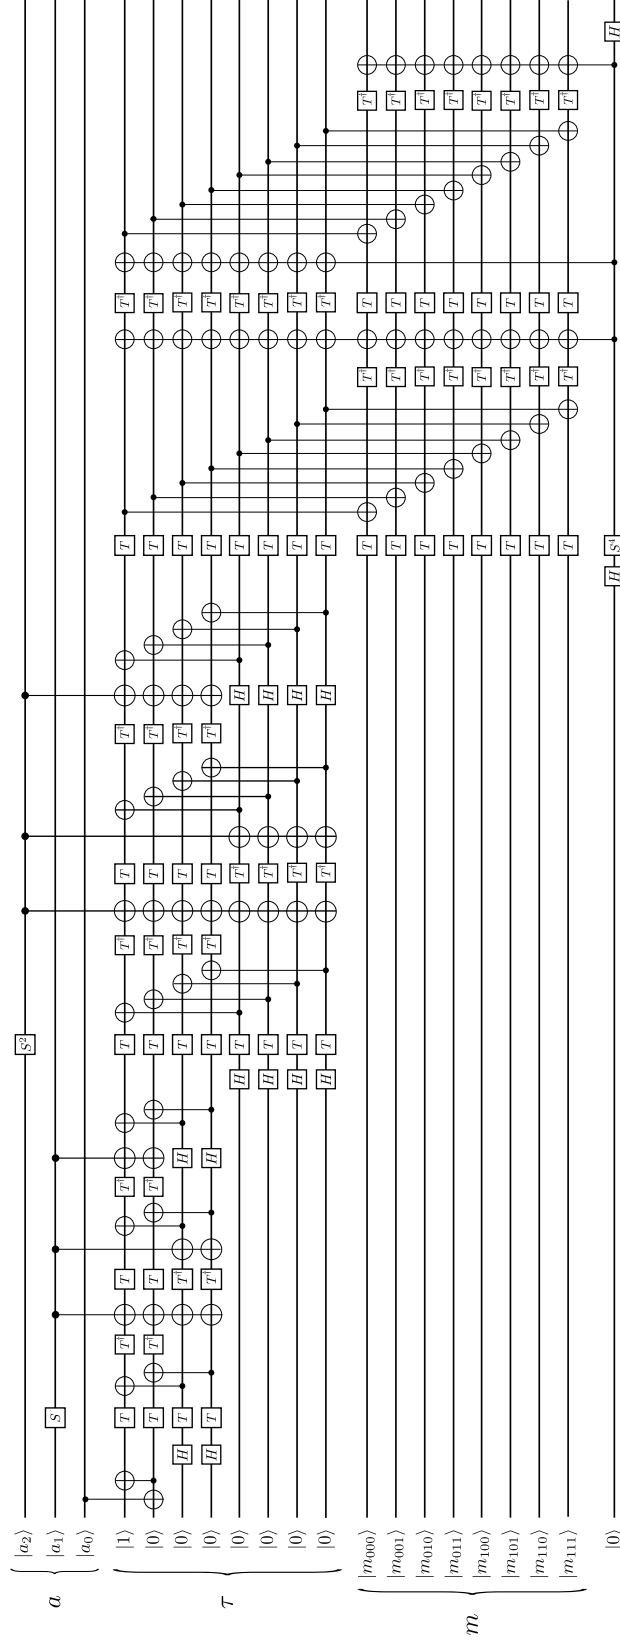 a
|a₂⟩ S²
|a₁⟩ S
|a₀⟩
τ
|1⟩ T T† T T† T T† T T† T T†
|0⟩ T T† T T† T T† T T† T T†
|0⟩ H T T† H T T† T T† T T†
|0⟩ H T T† H T T† T T† T T†
|0⟩ H T T† H T T†
|0⟩ H T T† H T T†
|0⟩ H T T† H T T†
|0⟩ H T T† H T T†
m
|m₀₀₀⟩ T T† T T†
|m₀₀₁⟩ T T† T T†
|m₀₁₀⟩ T T† T T†
|m₀₁₁⟩ T T† T T†
|m₁₀₀⟩ T T† T T†
|m₁₀₁⟩ T T† T T†
|m₁₁₀⟩ T T† T T†
|m₁₁₁⟩ T T† T T†
|0⟩ H S⁴ H